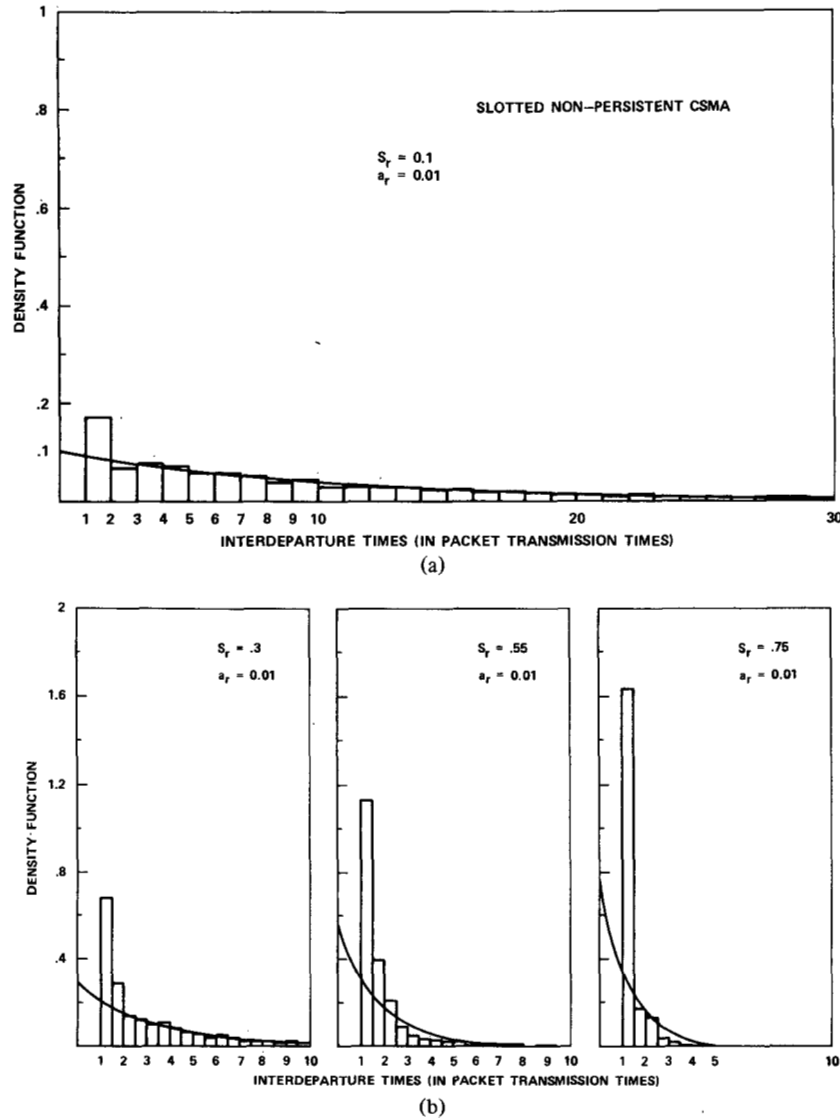 1
.8
.6
.4
.2
.1
DENSITY FUNCTION
SLOTTED NON-PERSISTENT CSMA
Sr = 0.1
ar = 0.01
1 2 3 4 5 6 7 8 9 10 20 30
INTERDEPARTURE TIMES (IN PACKET TRANSMISSION TIMES)
(a)
2
1.6
1.2
.8
.4
DENSITY FUNCTION
Sr = .3
ar = 0.01
Sr = .55
ar = 0.01
Sr = .75
ar = 0.01
1 2 3 4 5 6 7 8 9 10 1 2 3 4 5 6 7 8 9 10 1 2 3 4 5 10
INTERDEPARTURE TIMES (IN PACKET TRANSMISSION TIMES)
(b)